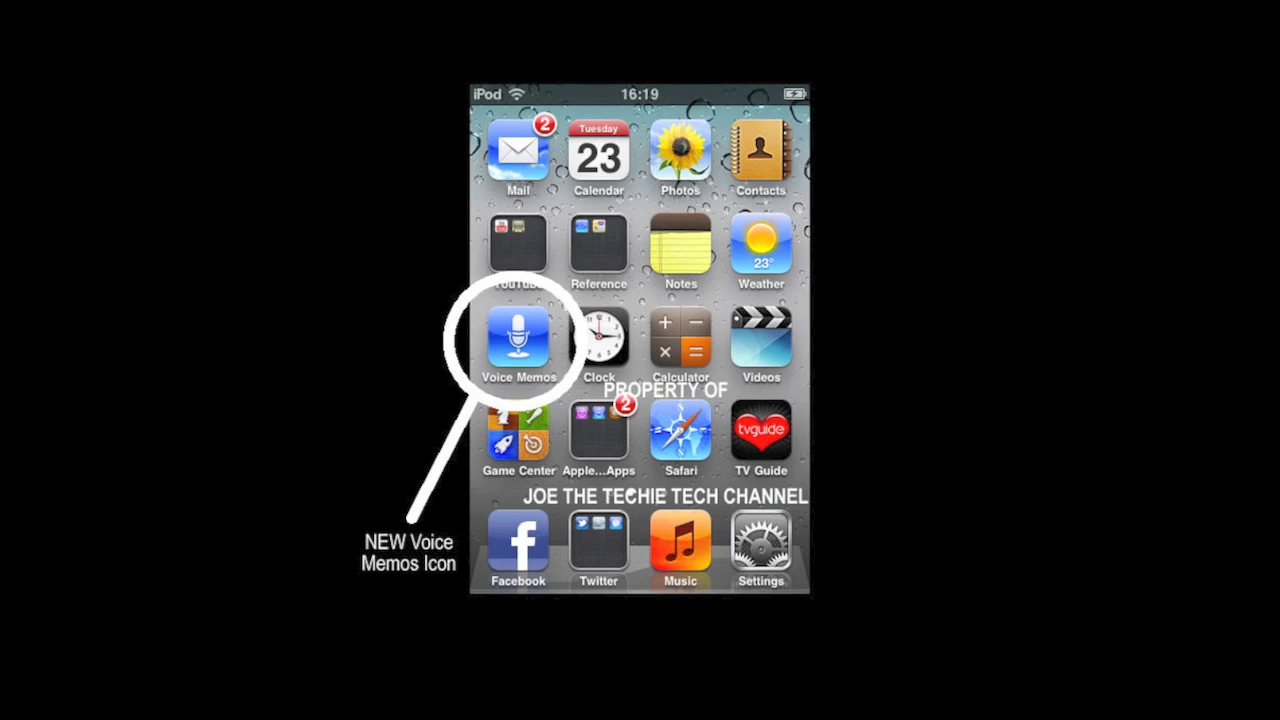 iPod 16:19
2
Tuesday
23
Mail Calendar Photos Contacts
23°
YouTube Reference Notes Weather
Voice Memos Clock Calculator Videos
PROPERTY OF
2
tvguide
Game Center Apple...Apps Safari TV Guide
JOE THE TECHIE TECH CHANNEL
NEW Voice
Memos Icon
f
Facebook Twitter Music Settings